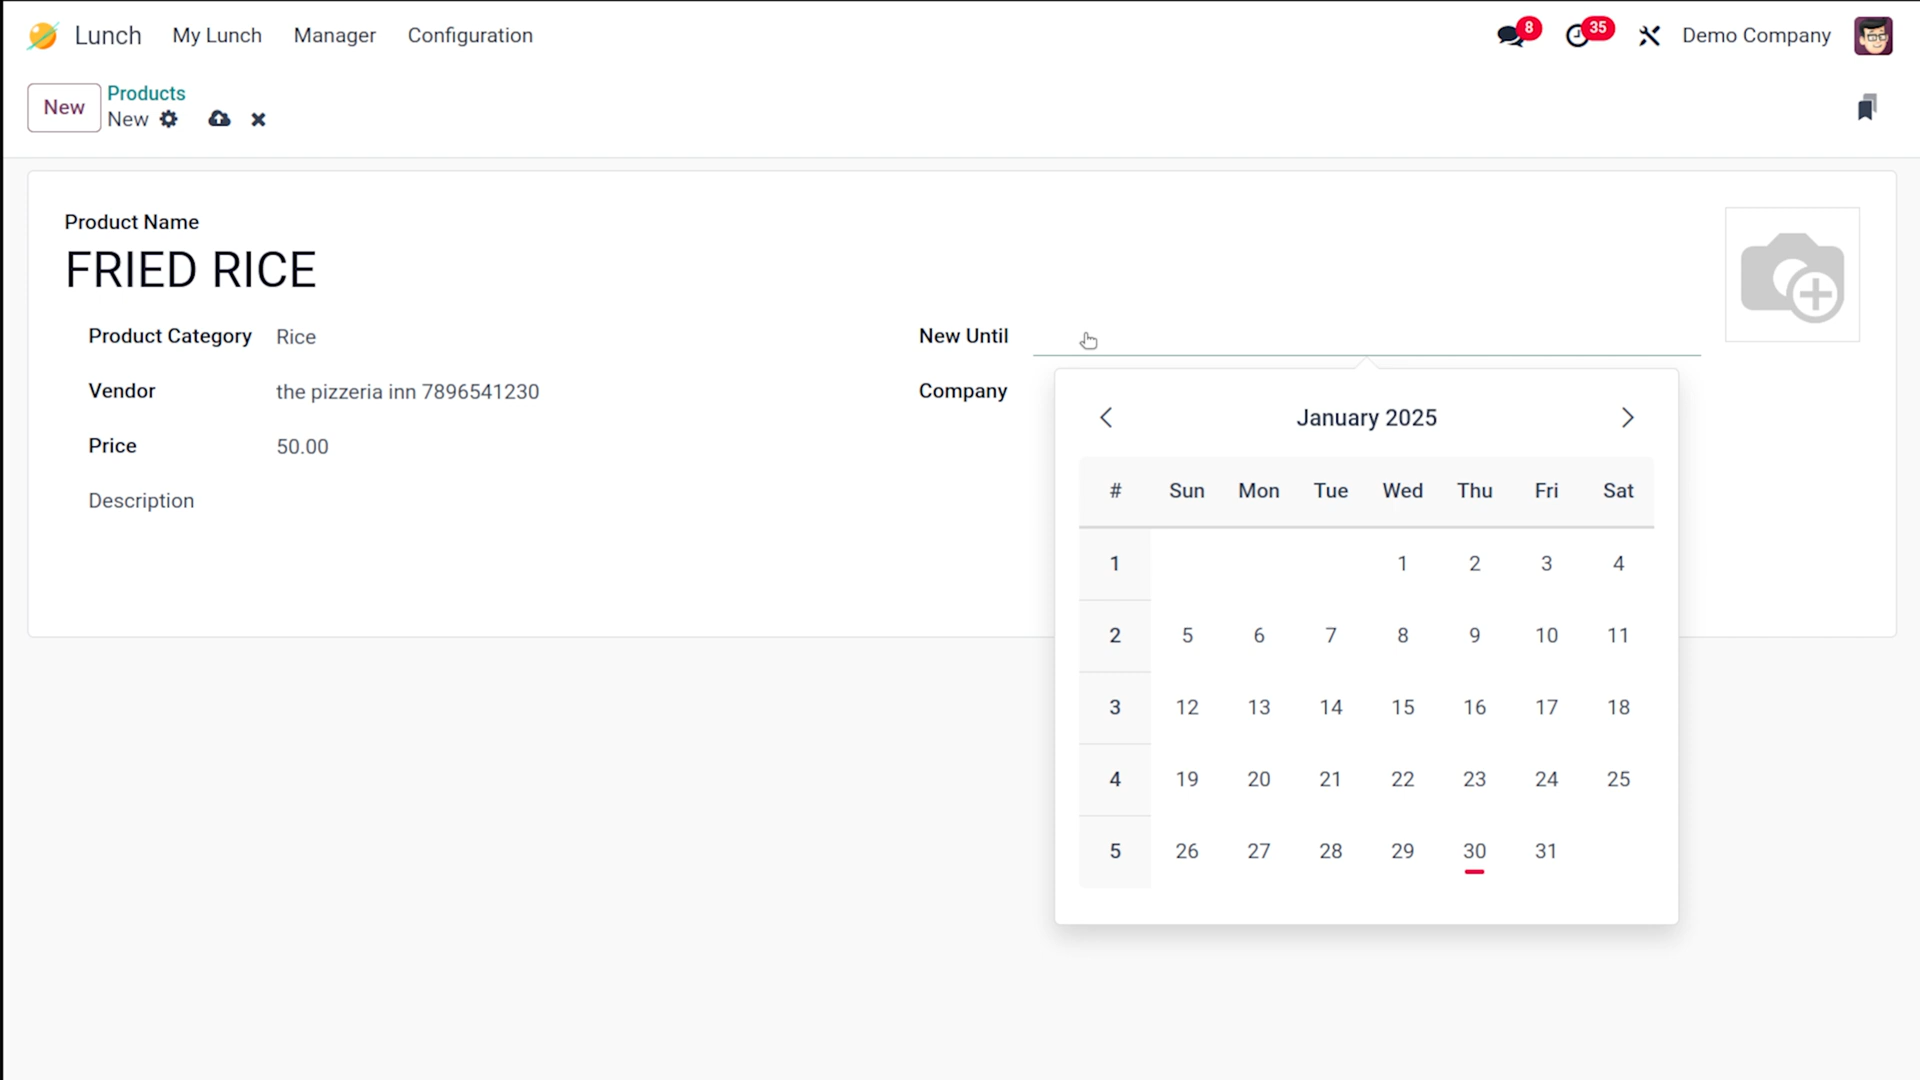 Lunch My Lunch Manager Configuration 8 35 Demo Company
New Products
New
Product Name
FRIED RICE
Product Category Rice New Until
Vendor the pizzeria inn 7896541230 Company
Price 50.00
Description
January 2025
# Sun Mon Tue Wed Thu Fri Sat
1 1 2 3 4
2 5 6 7 8 9 10 11
3 12 13 14 15 16 17 18
4 19 20 21 22 23 24 25
5 26 27 28 29 30 31